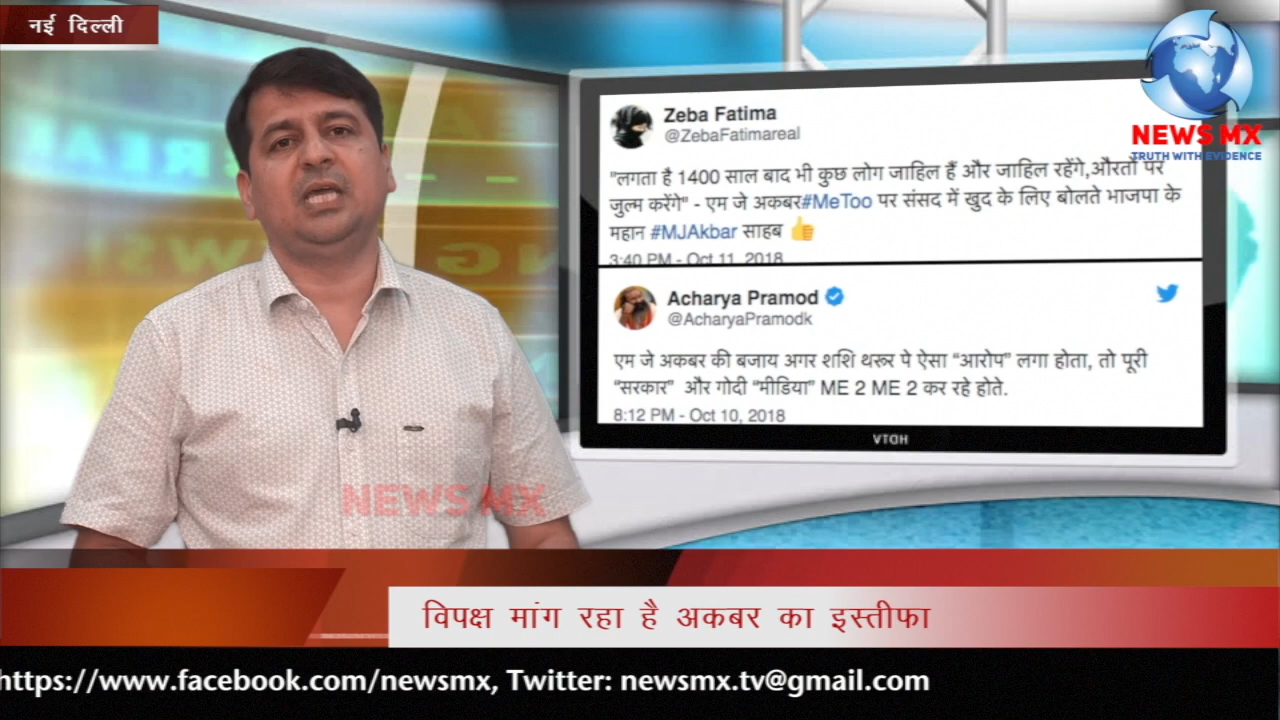 नई दिल्ली
NEWS MX
TRUTH WITH EVIDENCE
Zeba Fatima
@ZebaFatimareal
"लगता है 1400 साल बाद भी कुछ लोग जाहिल हैं और जाहिल रहेंगे,औरतों पर
जुल्म करेंगे" - एम जे अकबर#MeToo पर संसद में खुद के लिए बोलते भाजपा के
महान #MJAkbar साहब 👍
3:40 PM - Oct 11, 2018
Acharya Pramod
@AcharyaPramodk
एम जे अकबर की बजाय अगर शशि थरूर पे ऐसा “आरोप” लगा होता, तो पूरी
“सरकार” और गोदी “मीडिया” ME 2 ME 2 कर रहे होते.
8:12 PM - Oct 10, 2018
NEWS MX
विपक्ष मांग रहा है अकबर का इस्तीफा
https://www.facebook.com/newsmx, Twitter: newsmx.tv@gmail.com